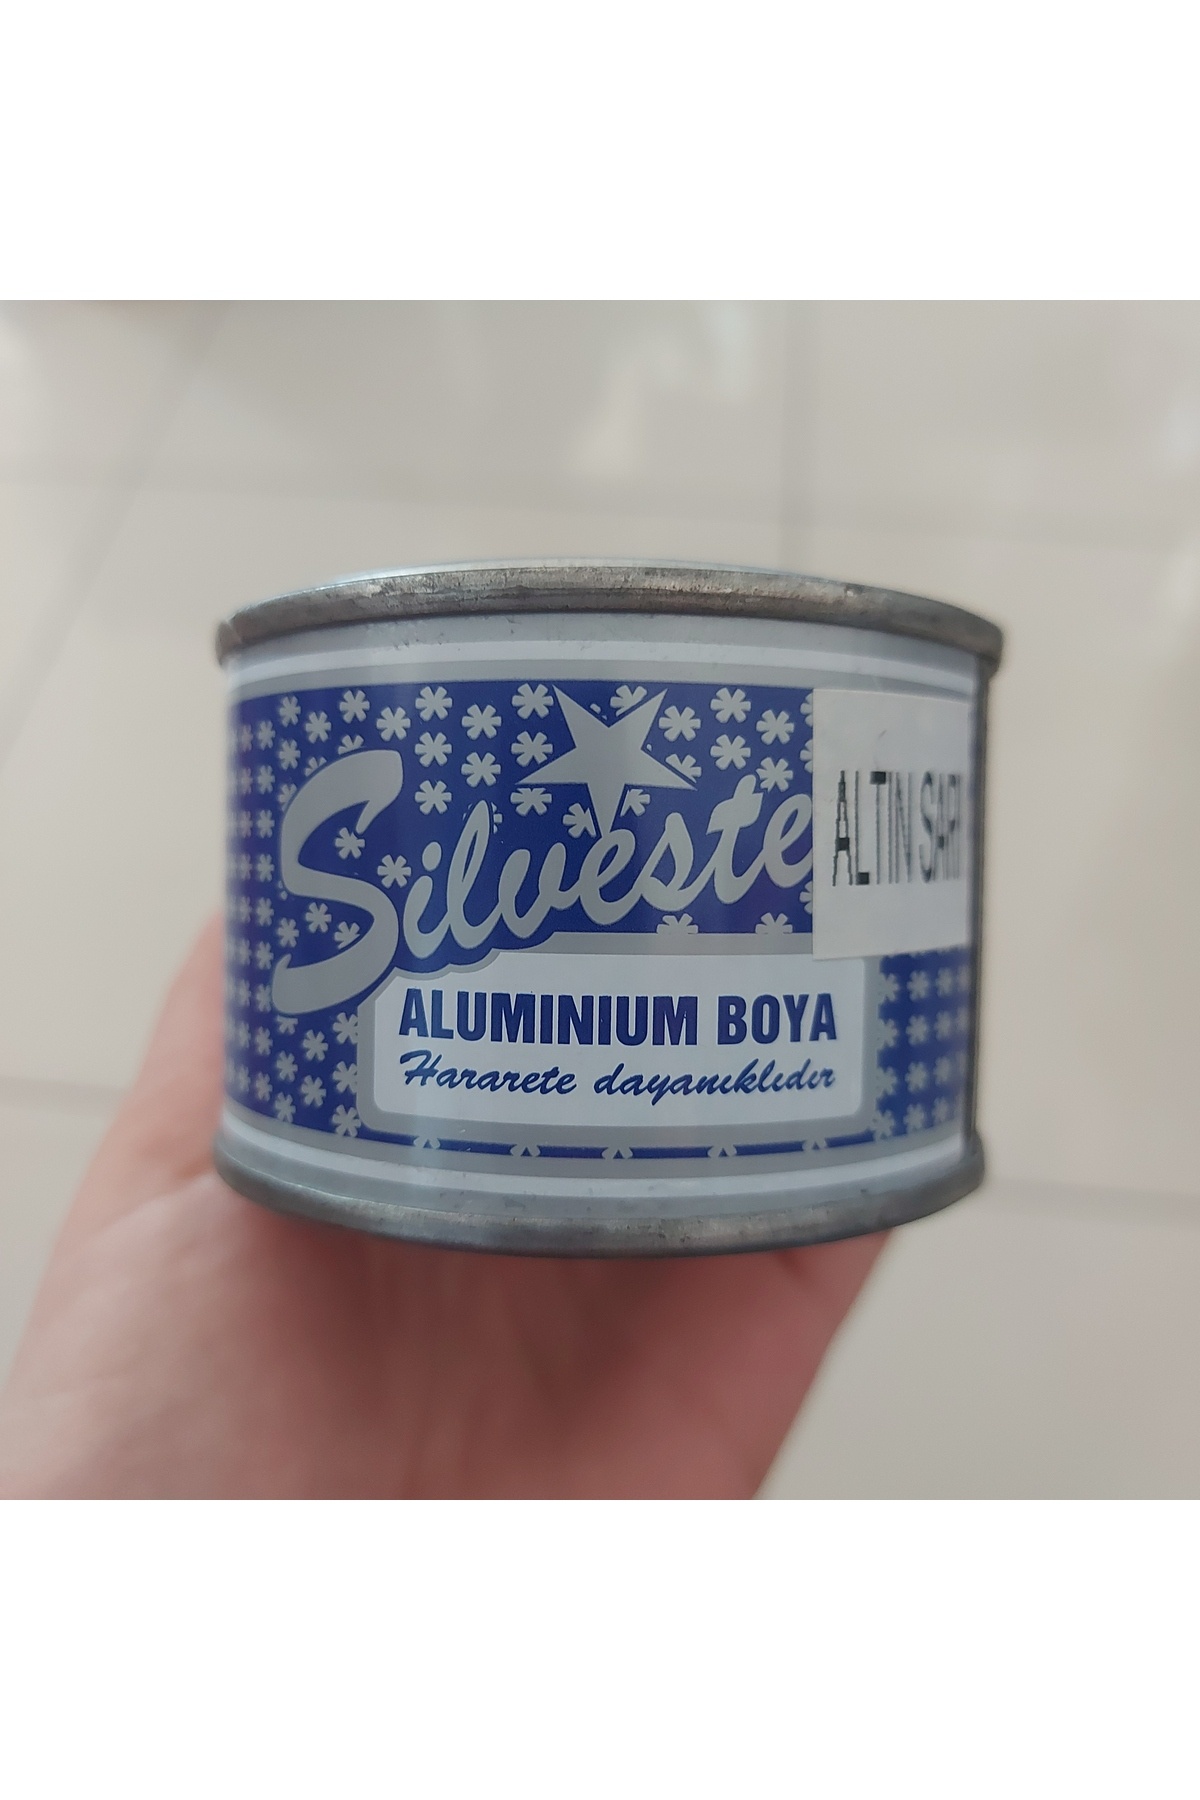 Silveste
ALTIN SARI
ALUMINIUM BOYA
Hararete dayanıklıdır